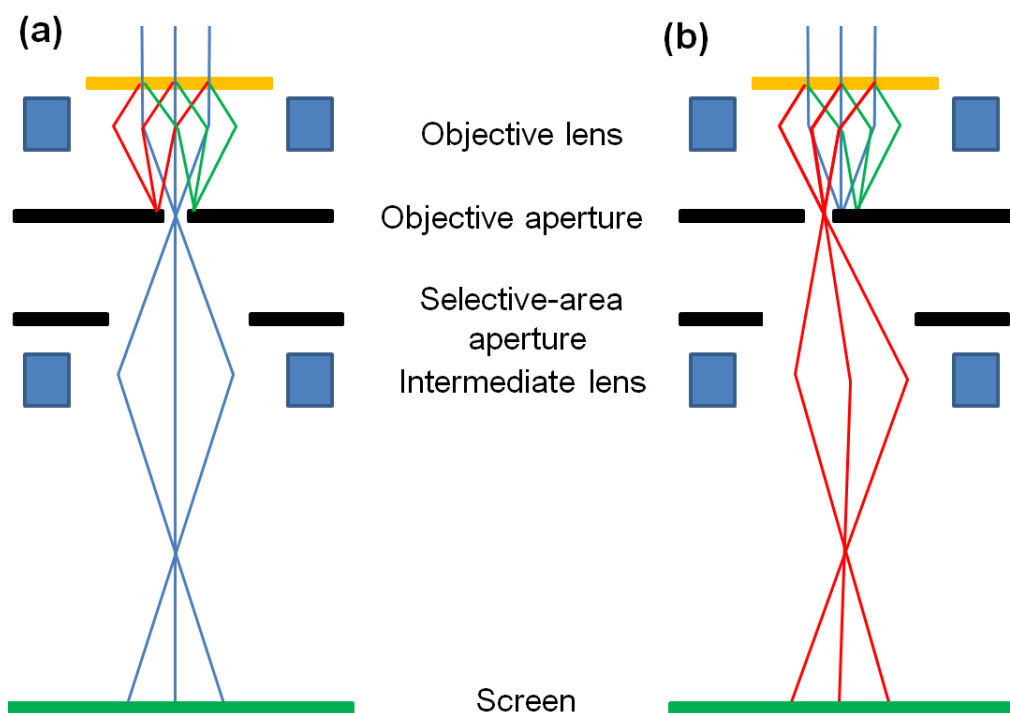 (a)
(b)
Objective lens
Objective aperture
Selective-area
aperture
Intermediate lens
Screen